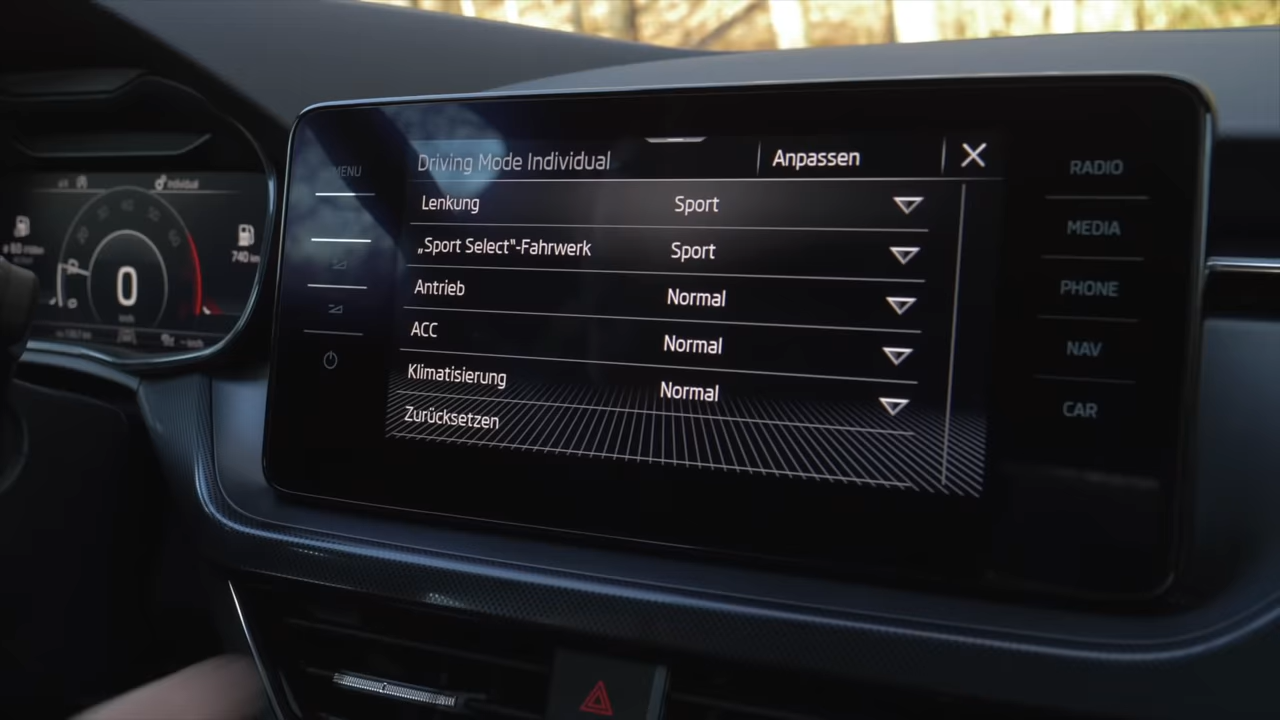 Individual
0
km/h
740 km
MENU
Driving Mode Individual
Anpassen
Lenkung Sport
„Sport Select“-Fahrwerk Sport
Antrieb Normal
ACC Normal
Klimatisierung Normal
Zurücksetzen
RADIO
MEDIA
PHONE
NAV
CAR